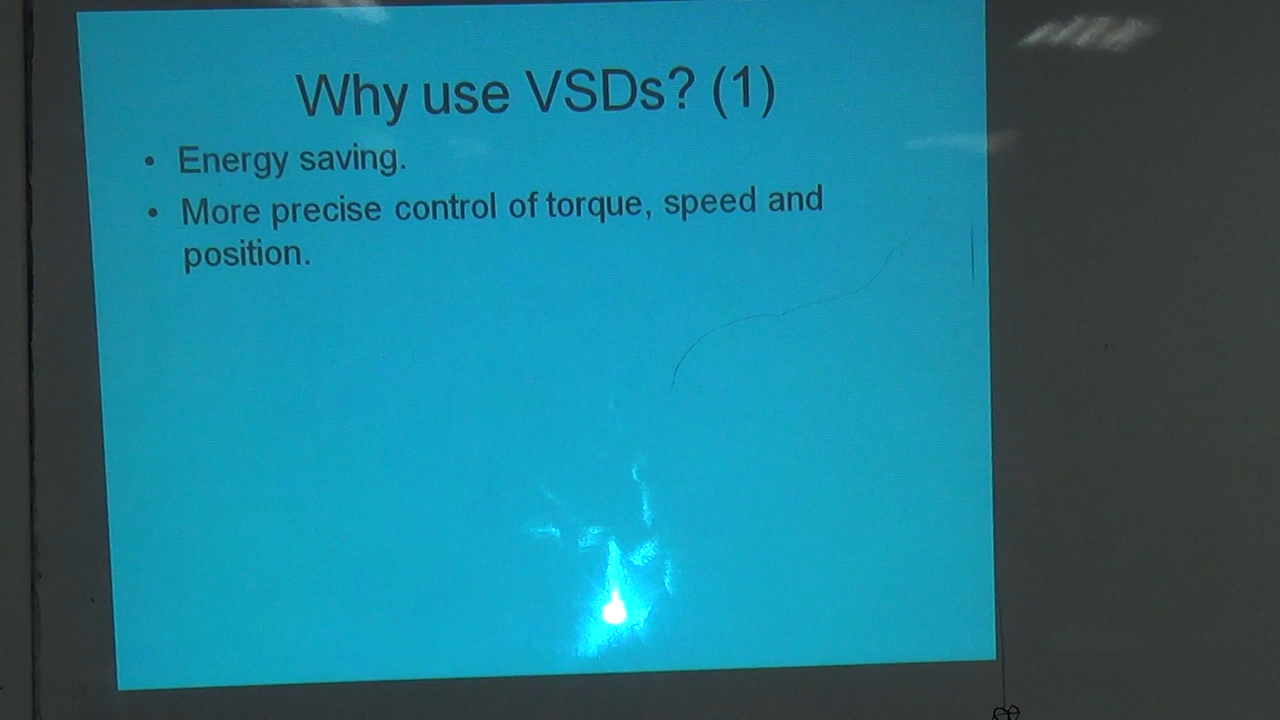 Why use VSDs? (1)
• Energy saving.
• More precise control of torque, speed and
position.